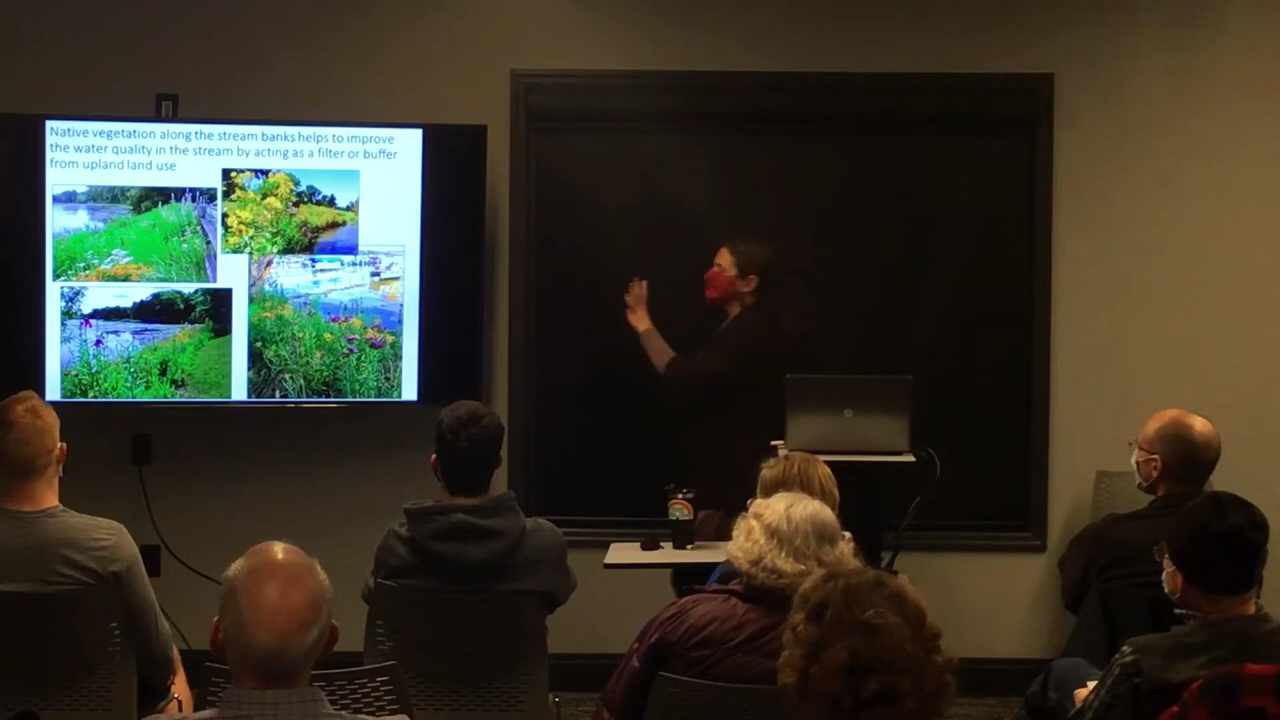 Native vegetation along the stream banks helps to improve
the water quality in the stream by acting as a filter or buffer
from upland land use